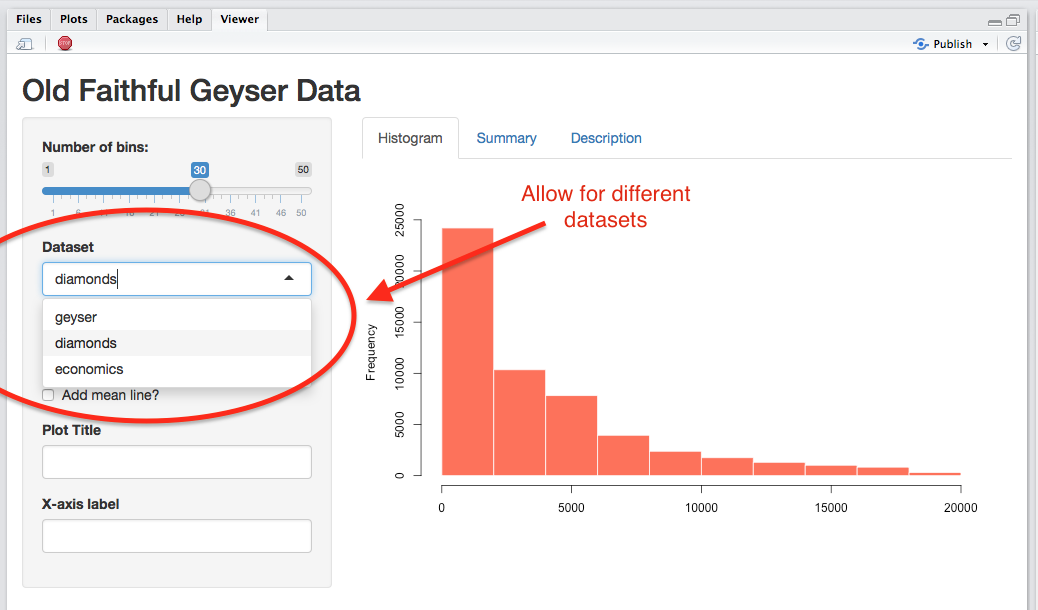 Files Plots Packages Help Viewer
Publish
Old Faithful Geyser Data
Number of bins:
1 30 50
1 6 11 16 21 26 31 36 41 46 50
Dataset
diamonds
geyser
diamonds
economics
Add mean line?
Plot Title
X-axis label
Histogram Summary Description
Allow for different
datasets
Frequency
25000
20000
15000
10000
5000
0
0 5000 10000 15000 20000